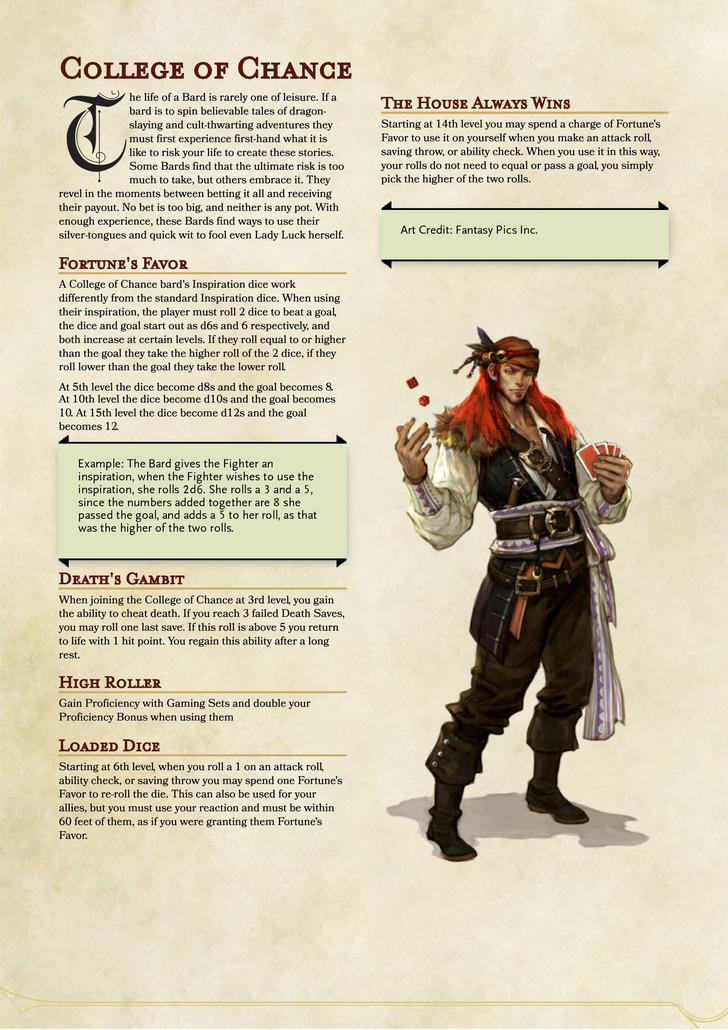 College of Chance
The life of a Bard is rarely one of leisure. If a
bard is to spin believable tales of dragon-
slaying and cult-thwarting adventures they
must first experience first-hand what it is
like to risk your life to create these stories.
Some Bards find that the ultimate risk is too
much to take, but others embrace it. They
revel in the moments between betting it all and receiving
their payout. No bet is too big, and neither is any pot. With
enough experience, these Bards find ways to use their
silver-tongues and quick wit to fool even Lady Luck herself.
Fortune's Favor
A College of Chance bard's Inspiration dice work
differently from the standard Inspiration dice. When using
their inspiration, the player must roll 2 dice to beat a goal,
the dice and goal start out as d6s and 6 respectively, and
both increase at certain levels. If they roll equal to or higher
than the goal they take the higher roll of the 2 dice, if they
roll lower than the goal they take the lower roll.
At 5th level the dice become d8s and the goal becomes 8.
At 10th level the dice become d10s and the goal becomes
10. At 15th level the dice become d12s and the goal
becomes 12.
Example: The Bard gives the Fighter an
inspiration, when the Fighter wishes to use the
inspiration, she rolls 2d6. She rolls a 3 and a 5,
since the numbers added together are 8 she
passed the goal, and adds a 5 to her roll, as that
was the higher of the two rolls.
Death's Gambit
When joining the College of Chance at 3rd level, you gain
the ability to cheat death. If you reach 3 failed Death Saves,
you may roll one last save. If this roll is above 5 you return
to life with 1 hit point. You regain this ability after a long
rest.
High Roller
Gain Proficiency with Gaming Sets and double your
Proficiency Bonus when using them
Loaded Dice
Starting at 6th level, when you roll a 1 on an attack roll,
ability check, or saving throw you may spend one Fortune's
Favor to re-roll the die. This can also be used for your
allies, but you must use your reaction and must be within
60 feet of them, as if you were granting them Fortune's
Favor.
The House Always Wins
Starting at 14th level you may spend a charge of Fortune's
Favor to use it on yourself when you make an attack roll,
saving throw, or ability check. When you use it in this way,
your rolls do not need to equal or pass a goal, you simply
pick the higher of the two rolls.
Art Credit: Fantasy Pics Inc.